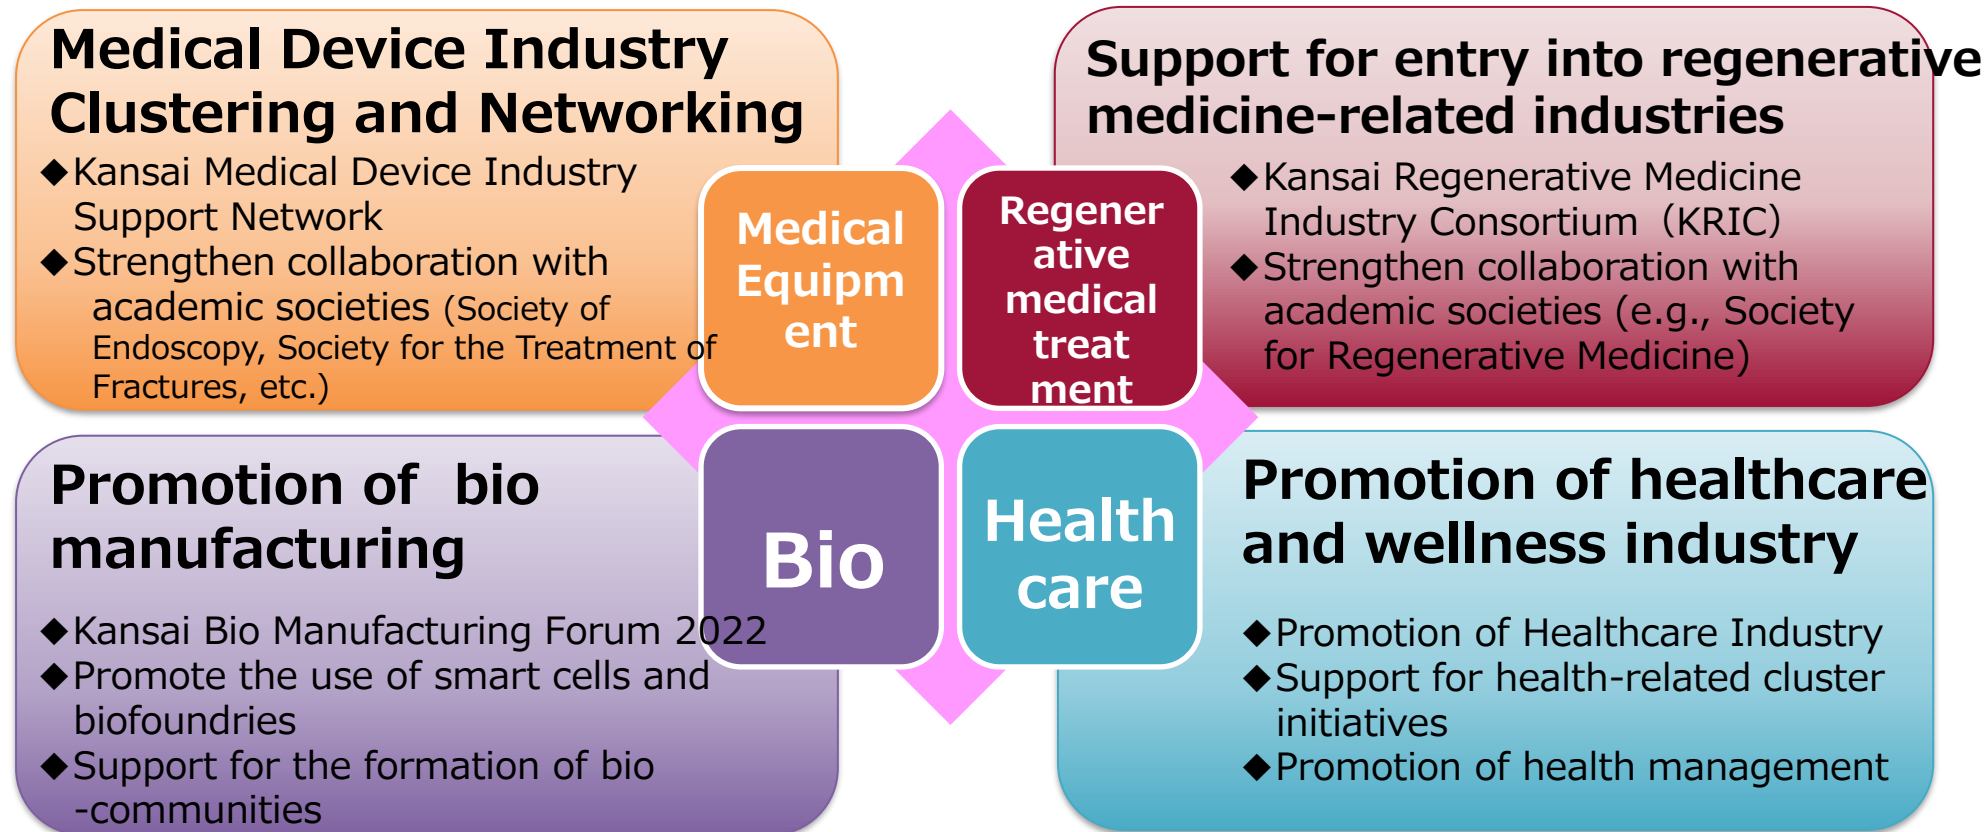 Medical Device Industry
Clustering and Networking
◆Kansai Medical Device Industry
Support Network
◆Strengthen collaboration with
academic societies (Society of
Endoscopy, Society for the Treatment of
Fractures, etc.)
Support for entry into regenerative
medicine-related industries
◆Kansai Regenerative Medicine
Industry Consortium（KRIC）
◆Strengthen collaboration with
academic societies (e.g., Society
for Regenerative Medicine)
Medical
Equipm
ent
Regener
ative
medical
treat
ment
Bio
Health
care
Promotion of  bio
manufacturing
◆Kansai Bio Manufacturing Forum 2022
◆Promote the use of smart cells and
biofoundries
◆Support for the formation of bio
-communities
Promotion of healthcare
and wellness industry
◆Promotion of Healthcare Industry
◆Support for health-related cluster
initiatives
◆Promotion of health management